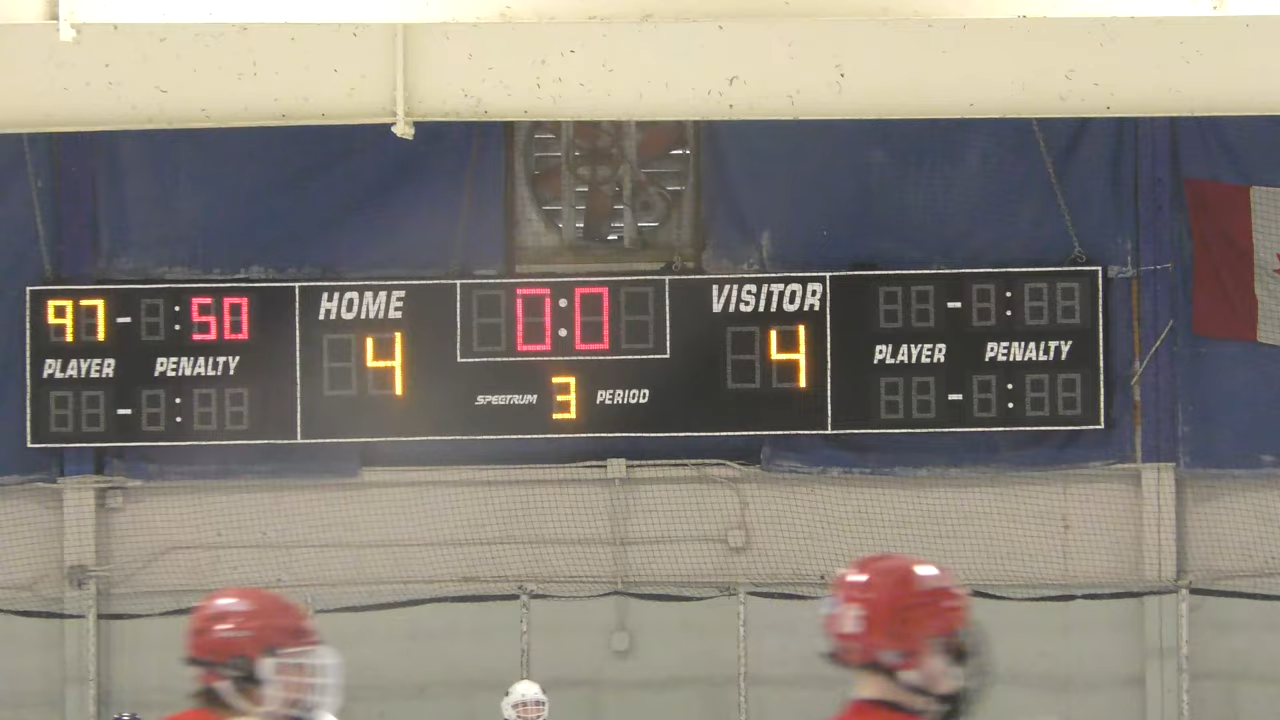 97 - : 50
PLAYER PENALTY
HOME
4
0:0
VISITOR
4
SPECTRUM 3 PERIOD
PLAYER PENALTY